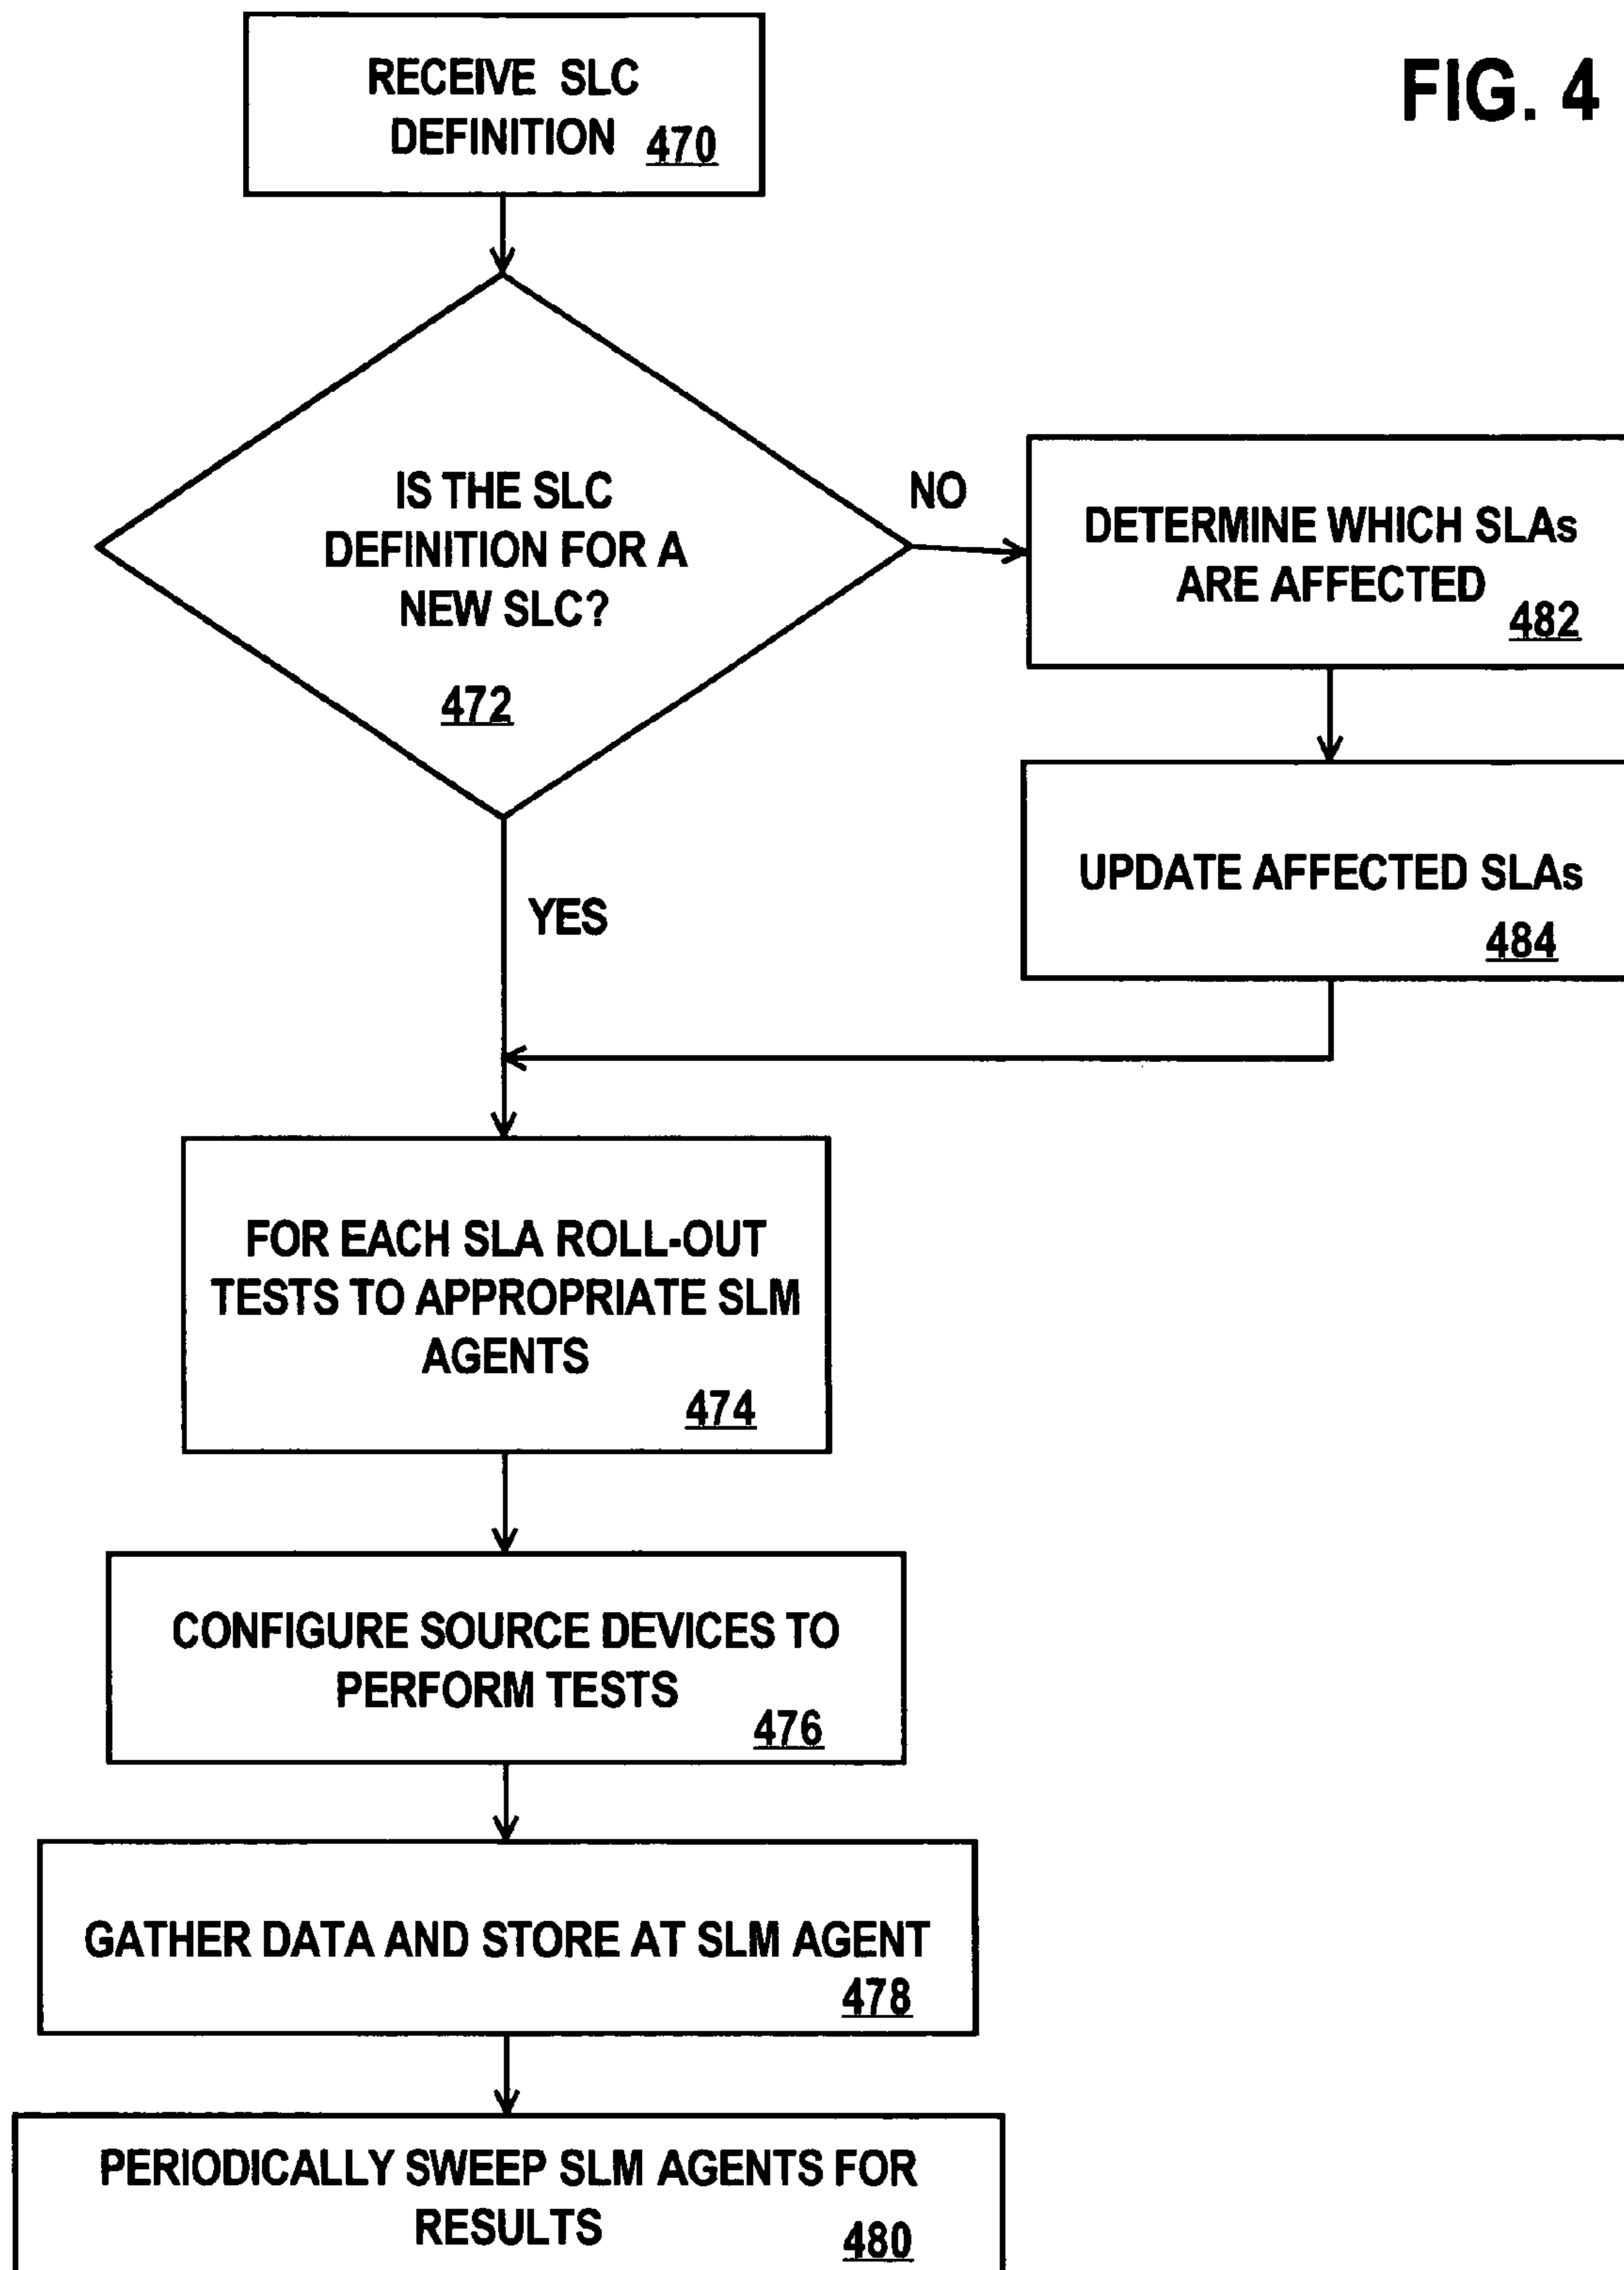 FIG. 4
RECEIVE SLC
DEFINITION 470
IS THE SLC
DEFINITION FOR A
NEW SLC?
472
NO
DETERMINE WHICH SLAs
ARE AFFECTED
482
UPDATE AFFECTED SLAs
484
YES
FOR EACH SLA ROLL-OUT
TESTS TO APPROPRIATE SLM
AGENTS
474
CONFIGURE SOURCE DEVICES TO
PERFORM TESTS
476
GATHER DATA AND STORE AT SLM AGENT
478
PERIODICALLY SWEEP SLM AGENTS FOR
RESULTS
480